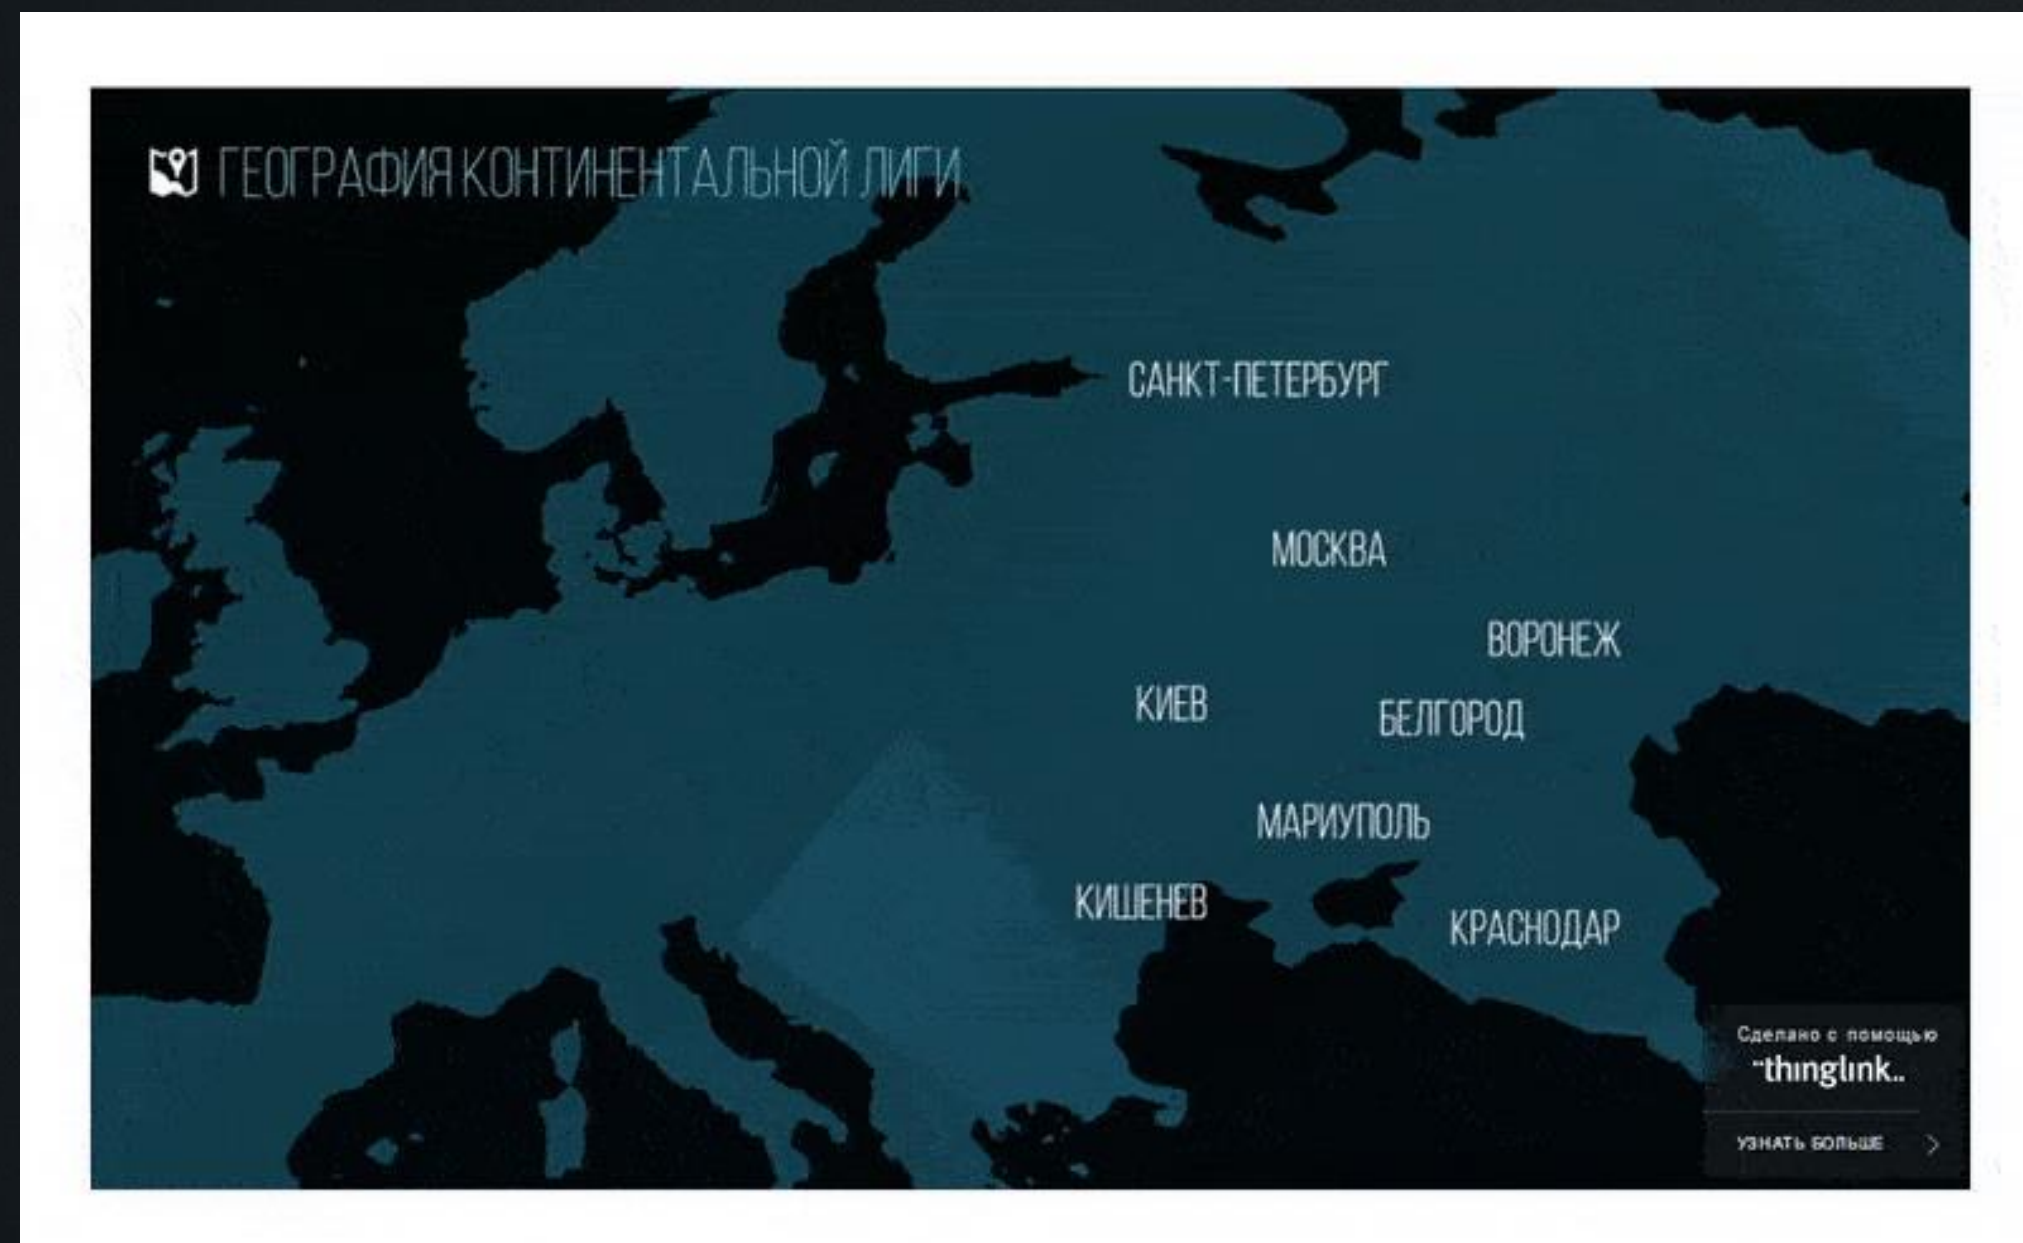 ГЕОГРАФИЯ КОНТИНЕНТАЛЬНОЙ ЛИГИ
САНКТ-ПЕТЕРБУРГ
МОСКВА
ВОРОНЕЖ
КИЕВ
БЕЛГОРОД
МАРИУПОЛЬ
КИШЕНЕВ
КРАСНОДАР
Сделано с помощью
thinglink..
УЗНАТЬ БОЛЬШЕ